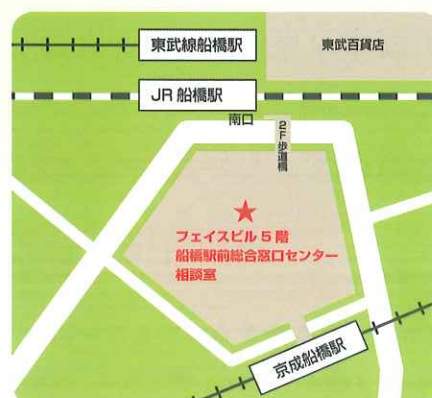 東武線船橋駅
東武百貨店
JR 船橋駅
南口
2F歩道橋
フェイスビル 5 階
船橋駅前総合窓口センター
相談室
京成船橋駅